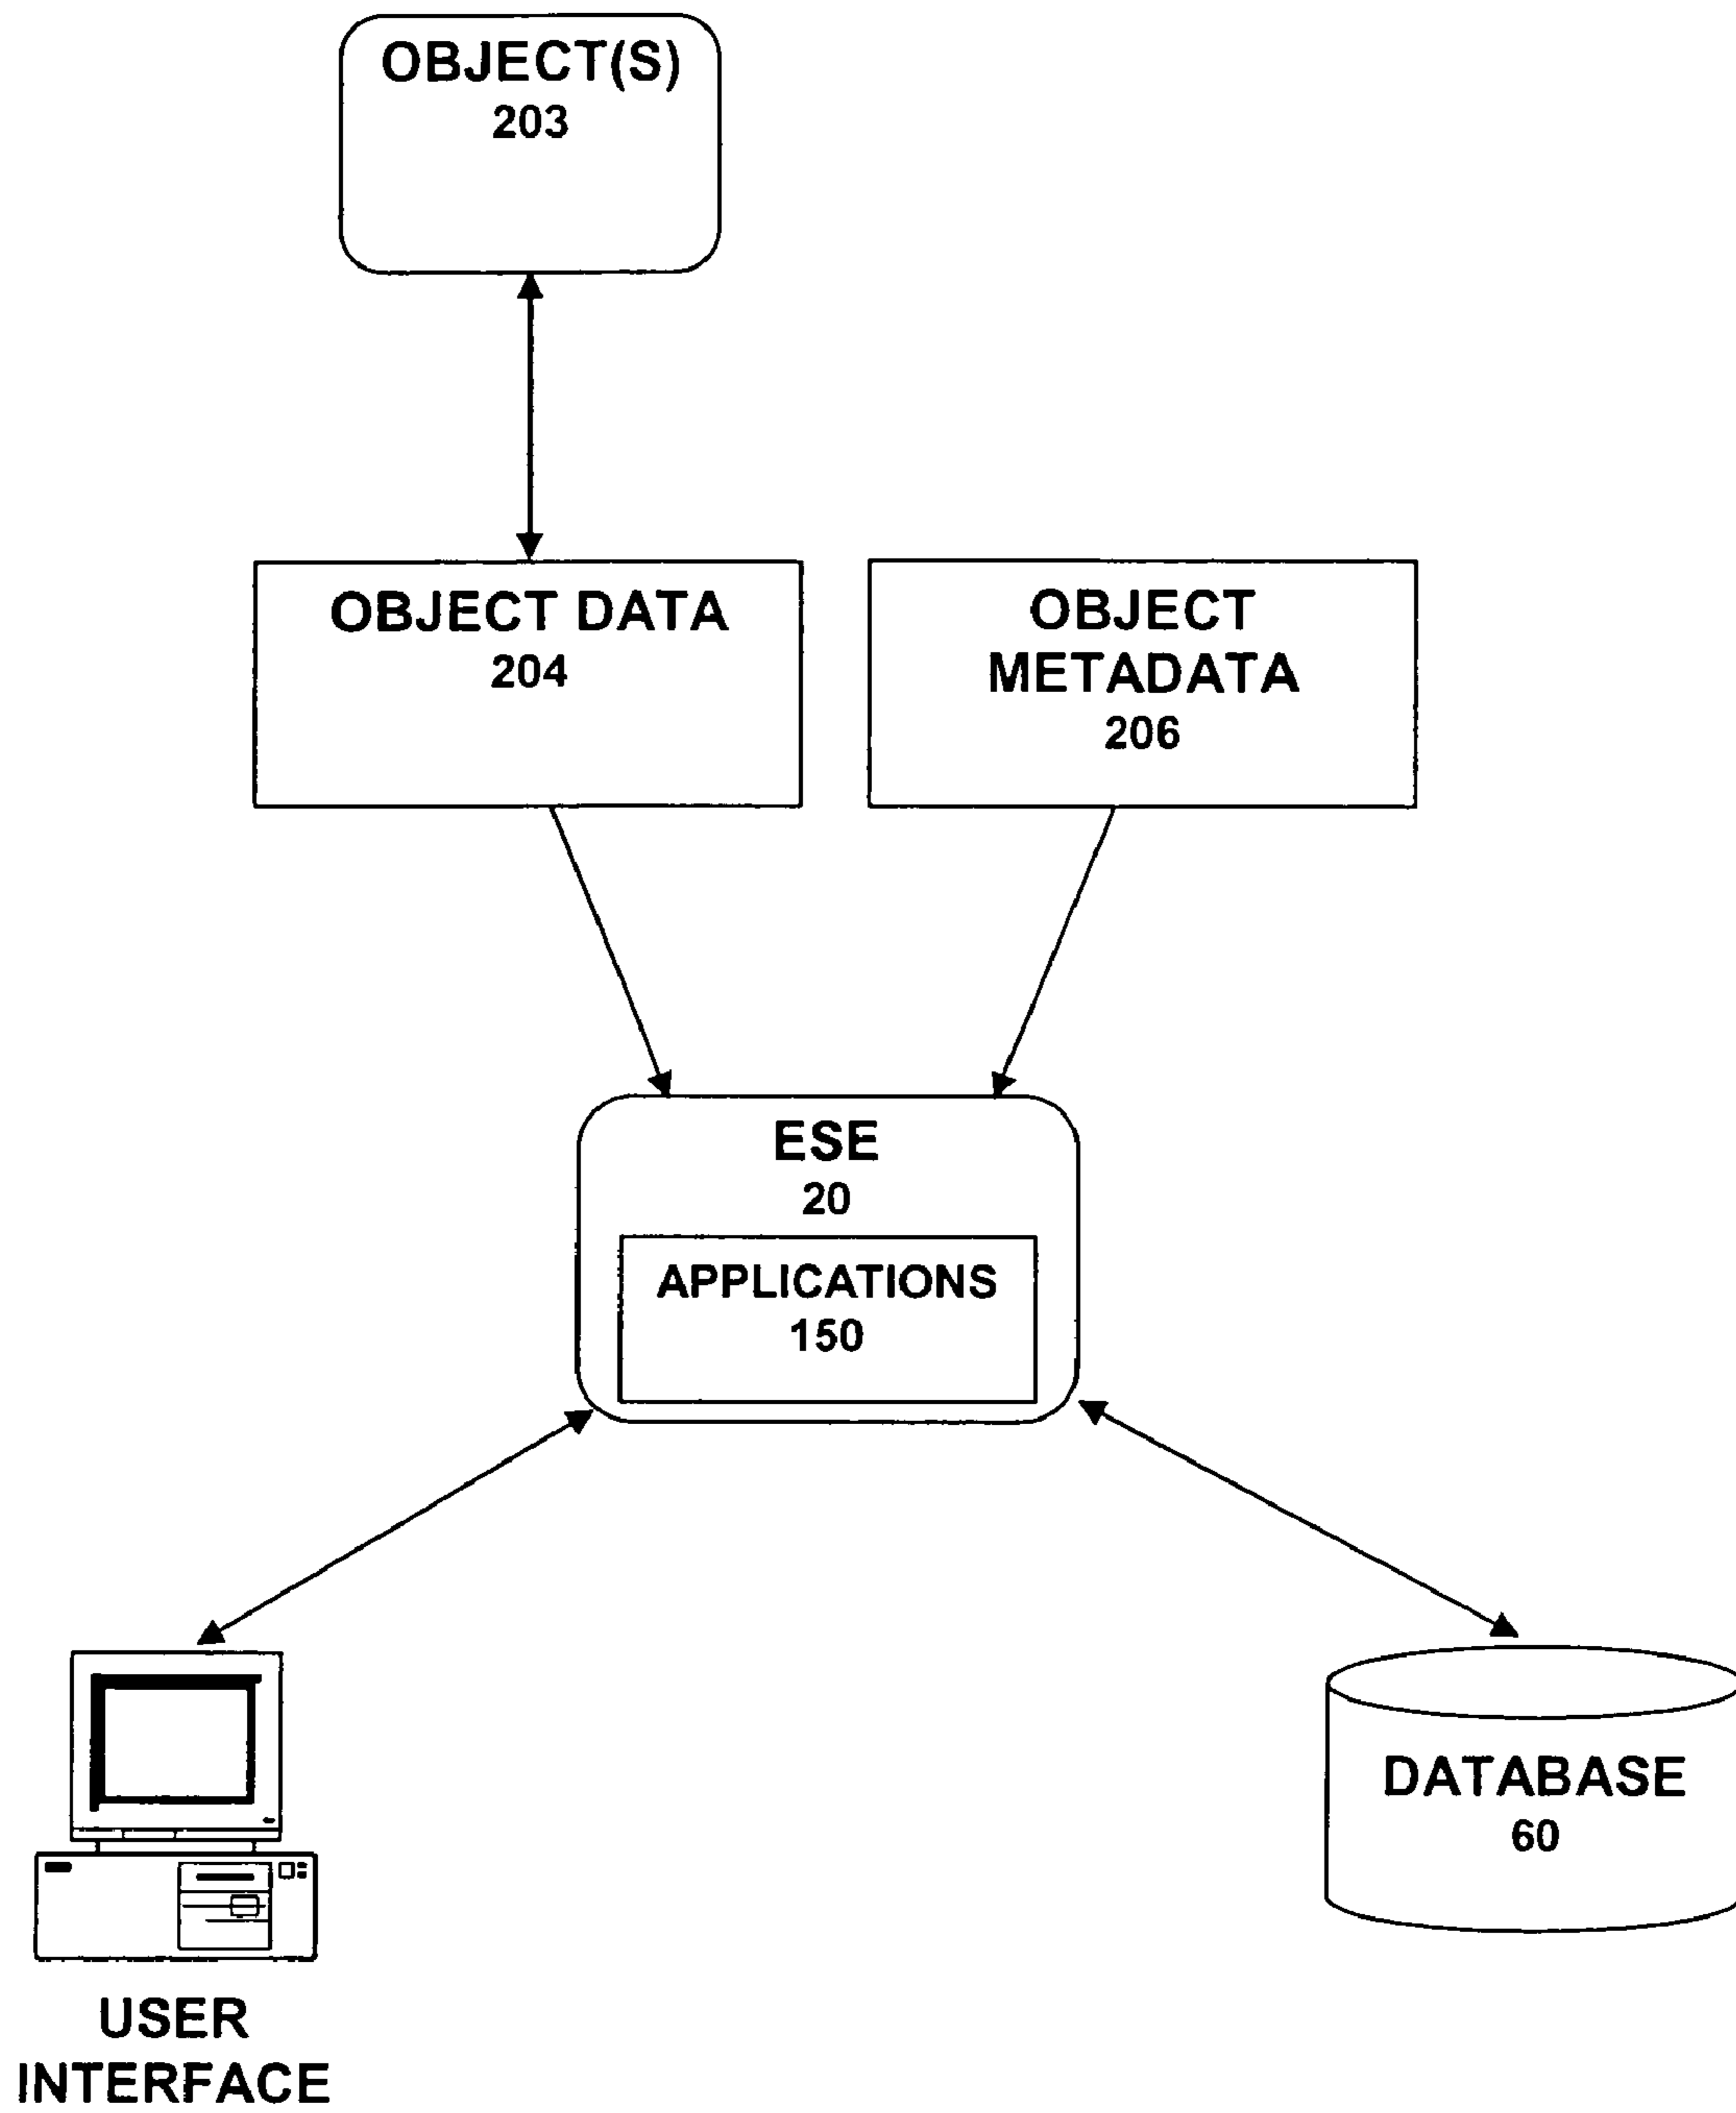 OBJECT(S)
203
OBJECT DATA
204
OBJECT
METADATA
206
ESE
20
APPLICATIONS
150
DATABASE
60
USER
INTERFACE